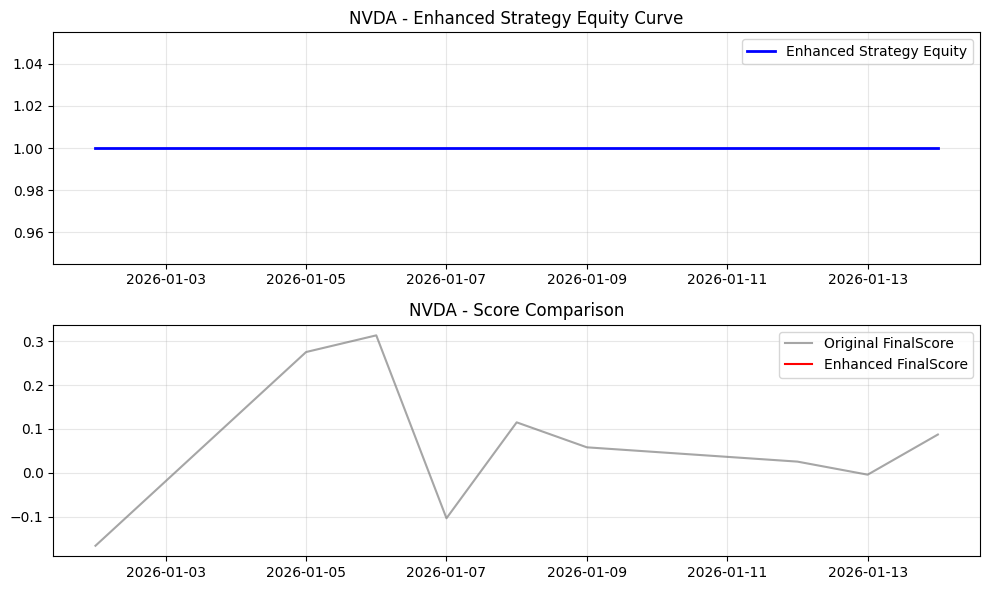 NVDA - Enhanced Strategy Equity Curve
Enhanced Strategy Equity
1.04
1.02
1.00
0.98
0.96
2026-01-03 2026-01-05 2026-01-07 2026-01-09 2026-01-11 2026-01-13
NVDA - Score Comparison
Original FinalScore
Enhanced FinalScore
0.3
0.2
0.1
0.0
−0.1
2026-01-03 2026-01-05 2026-01-07 2026-01-09 2026-01-11 2026-01-13